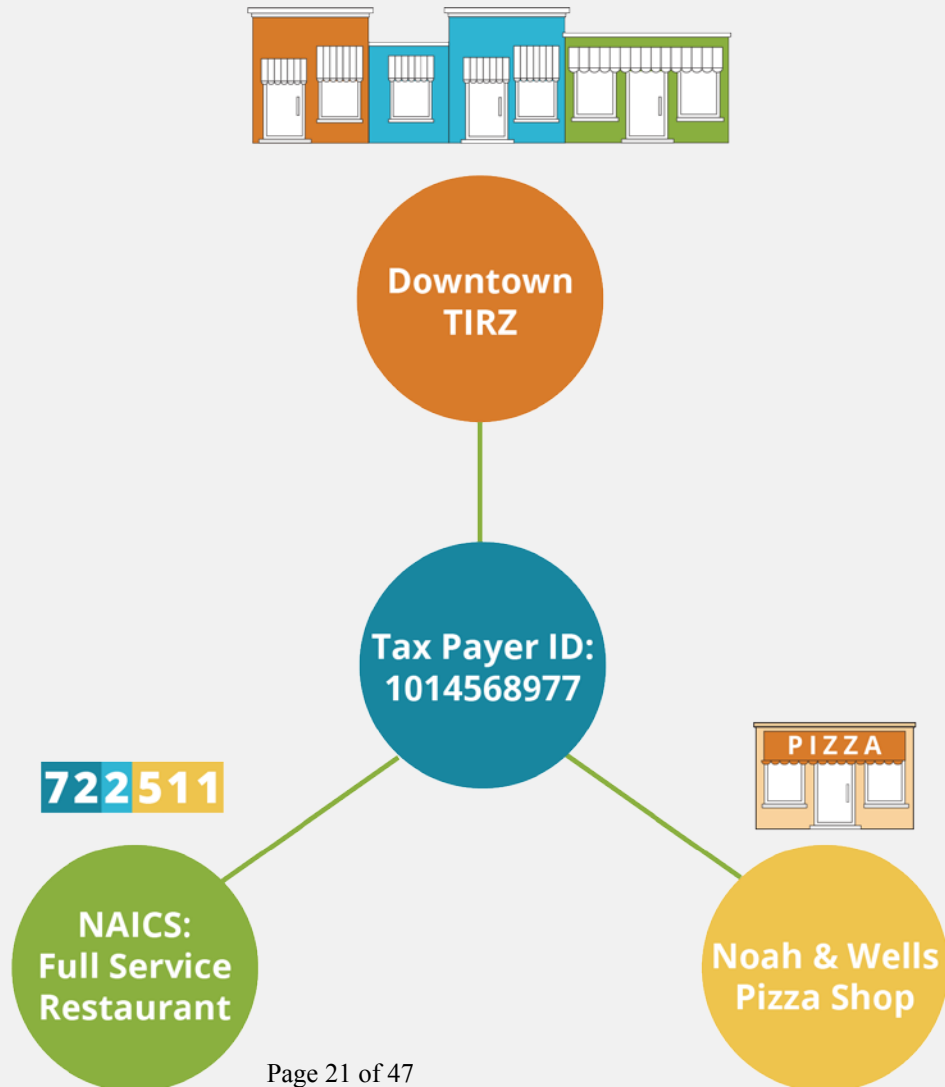 Downtown
TIRZ
Tax Payer ID:
1014568977
PIZZA
722511
NAICS:
Full Service
Restaurant
Noah & Wells
Pizza Shop
Page 21 of 47